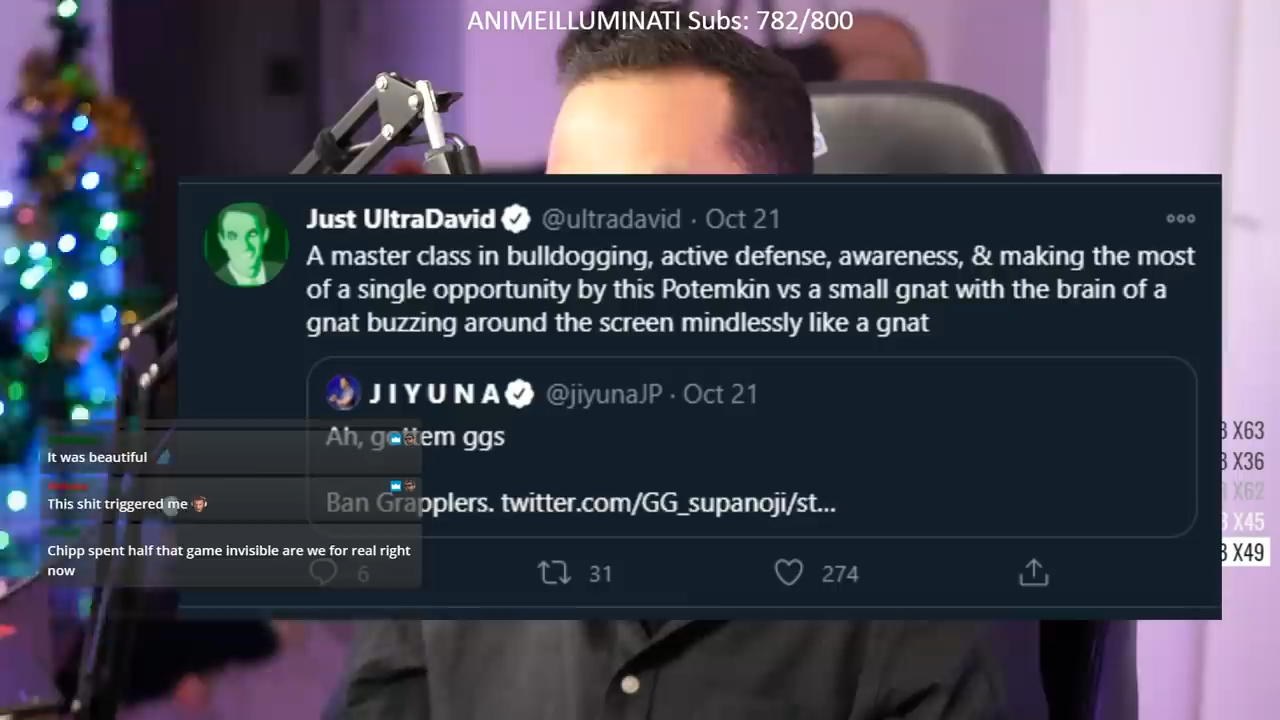 ANIMEILLUMINATI Subs: 782/800
Just UltraDavid @ultradavid · Oct 21
A master class in bulldogging, active defense, awareness, & making the most
of a single opportunity by this Potemkin vs a small gnat with the brain of a
gnat buzzing around the screen mindlessly like a gnat
J I Y U N A @jiyunaJP · Oct 21
Ah, gottem ggs
Ban Grapplers. twitter.com/GG_supanoji/st...
6 31 274
It was beautiful
This shit triggered me
Chipp spent half that game invisible are we for real right
now
X63
X36
X62
X45
X49